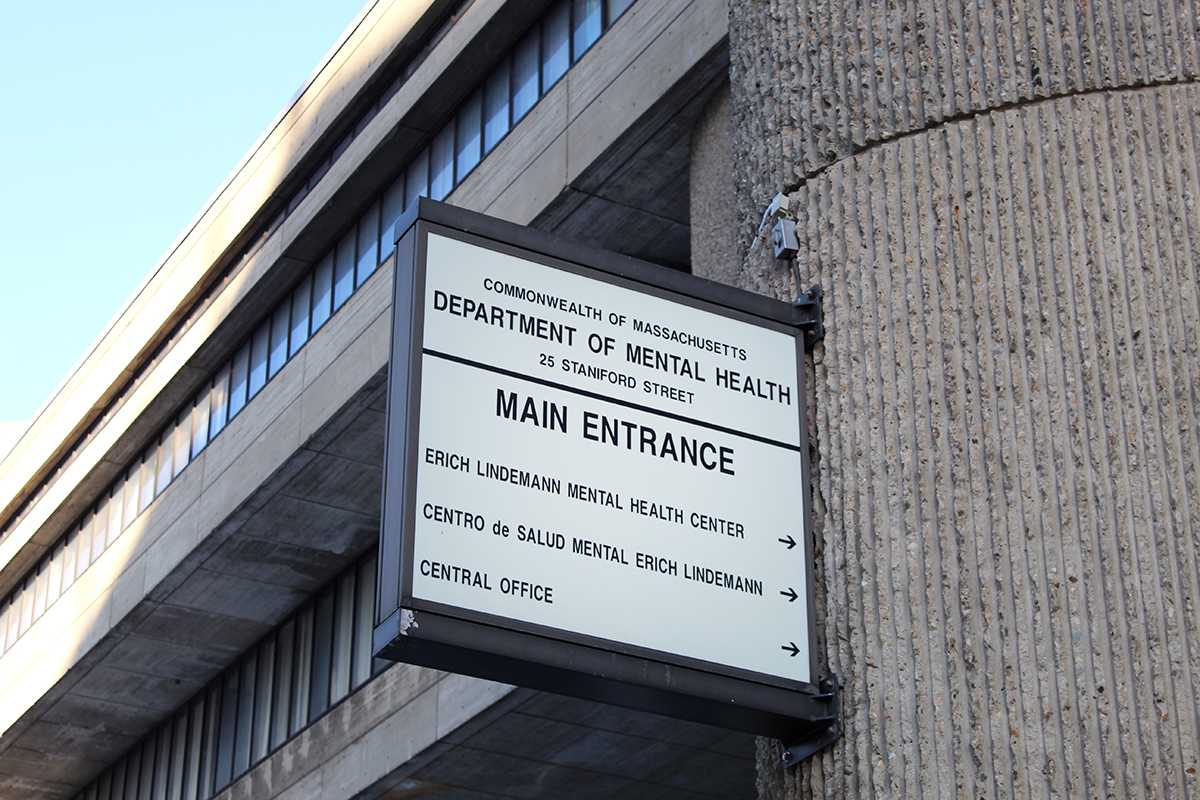 COMMONWEALTH OF MASSACHUSETTS
DEPARTMENT OF MENTAL HEALTH
25 STANIFORD STREET
MAIN ENTRANCE
ERICH LINDEMANN MENTAL HEALTH CENTER →
CENTRO de SALUD MENTAL ERICH LINDEMANN →
CENTRAL OFFICE →